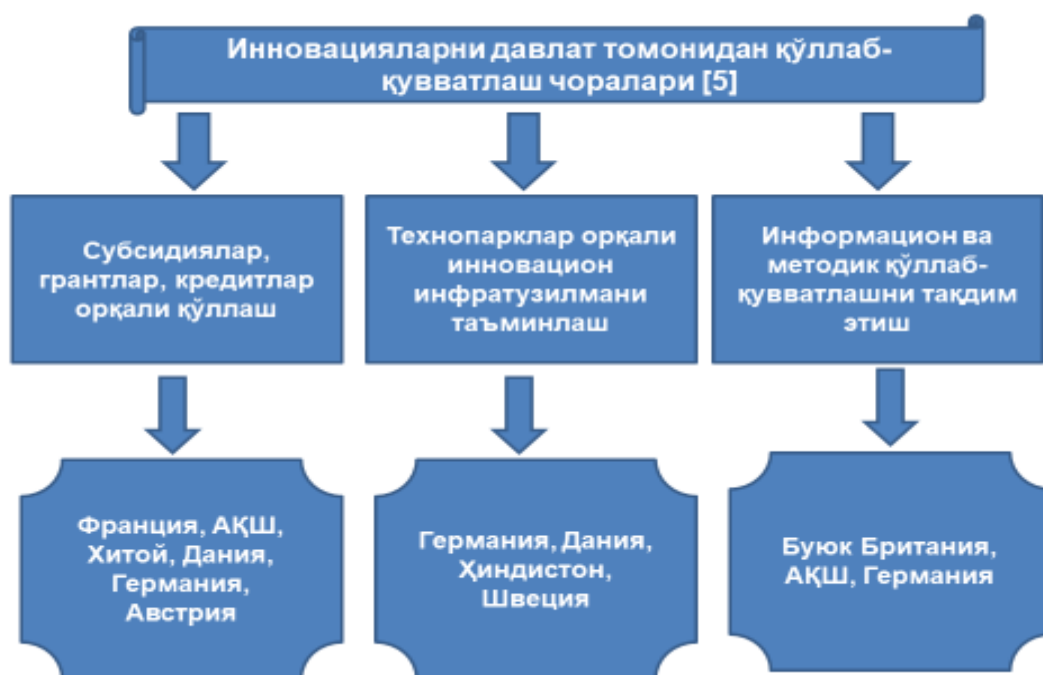 Инновацияларни давлат томонидан қўллаб-
қувватлаш чоралари [5]
Субсидиялар,
грантлар, кредитлар
орқали қўллаш
Технопарклар орқали
инновацион
инфратузилмани
таъминлаш
Информацион ва
методик қўллаб-
қувватлашни тақдим
этиш
Франция, АҚШ,
Хитой, Дания,
Германия,
Австрия
Германия, Дания,
Ҳиндистон,
Швеция
Буюк Британия,
АҚШ, Германия